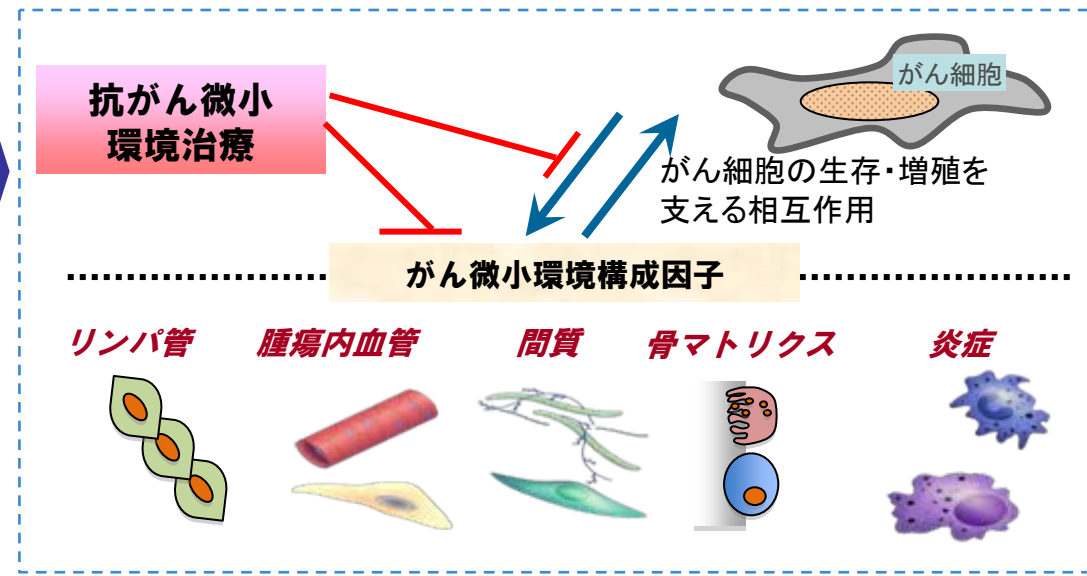 抗がん微小
環境治療
がん細胞
がん細胞の生存・増殖を
支える相互作用
がん微小環境構成因子
リンパ管
腫瘍内血管
間質
骨マトリクス
炎症